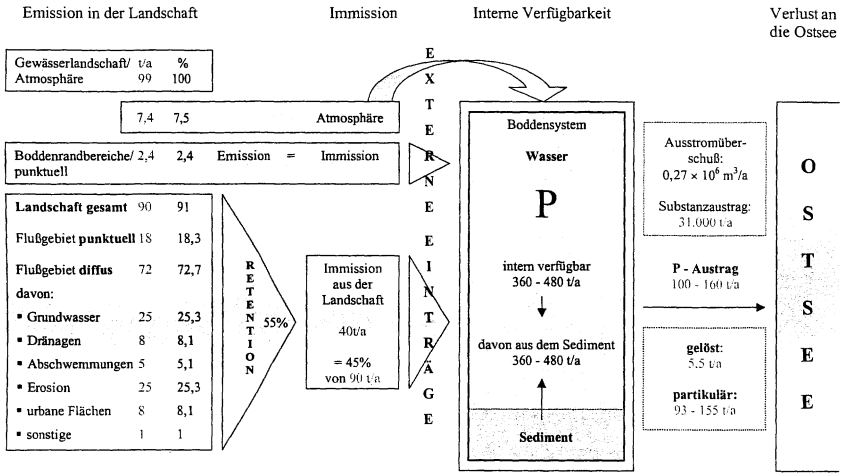 Emission in der Landschaft
Immission
Interne Verfügbarkeit
Verlust an
die Ostsee
Gewässerlandschaft/ t/a %
Atmosphäre 99 100
7,4 7,5 Atmosphäre
Boddenrandbereiche/ 2,4 2,4 Emission = Immission
punktuell
Landschaft gesamt 90 91
Flußgebiet punktuell 18 18,3
Flußgebiet diffus 72 72,7
davon:
▪ Grundwasser 25 25,3
▪ Dränagen 8 8,1
▪ Abschwemmungen 5 5,1
▪ Erosion 25 25,3
▪ urbane Flächen 8 8,1
▪ sonstige 1 1
RETENTION
55%
Immission
aus der
Landschaft
40t/a
= 45%
von 90 t/a
EXTERNE EINTRÄGE
Boddensystem
Wasser
P
intern verfügbar
360 - 480 t/a
davon aus dem Sediment
360 - 480 t/a
Sediment
Ausstromüber-
schuß:
0,27 × 10⁶ m³/a
Substanzaustrag:
31.000 t/a
P - Austrag
100 - 160 t/a
gelöst:
5.5 t/a
partikulär:
93 - 155 t/a
OSTSEE